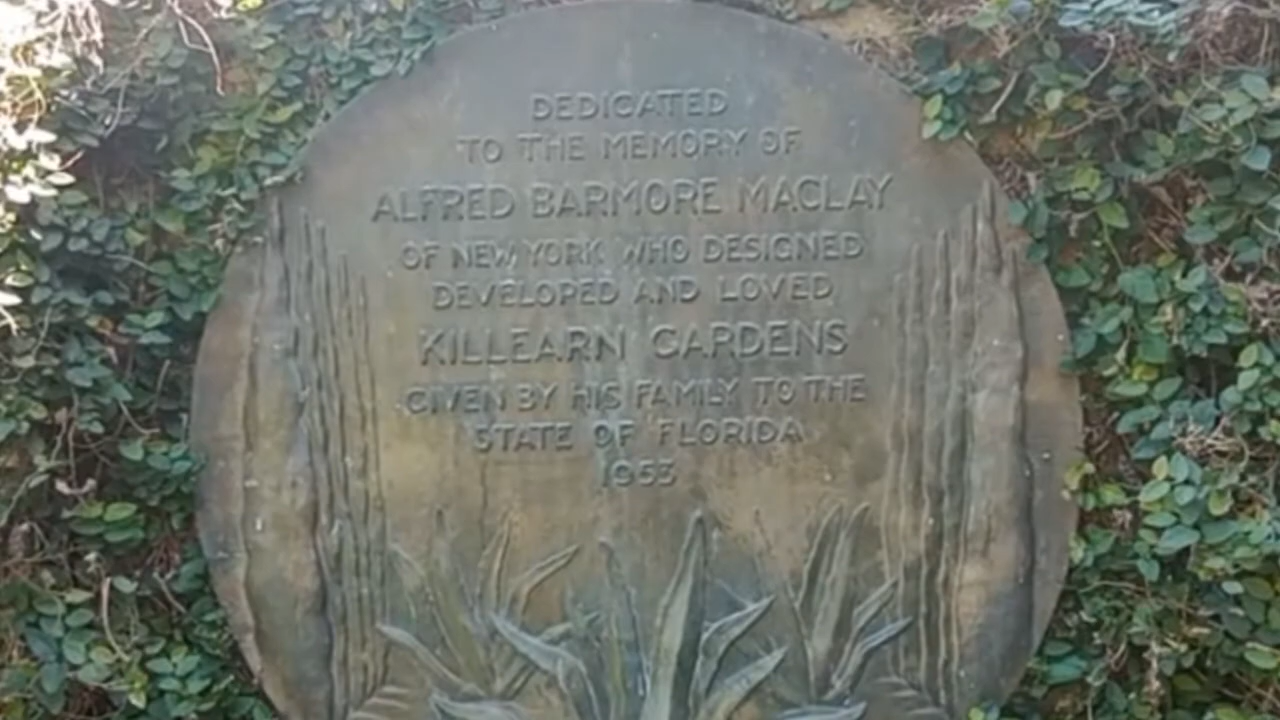 DEDICATED
TO THE MEMORY OF
ALFRED BARMORE MACLAY
OF NEW YORK WHO DESIGNED
DEVELOPED AND LOVED
KILLEARN GARDENS
GIVEN BY HIS FAMILY TO THE
STATE OF FLORIDA
1953